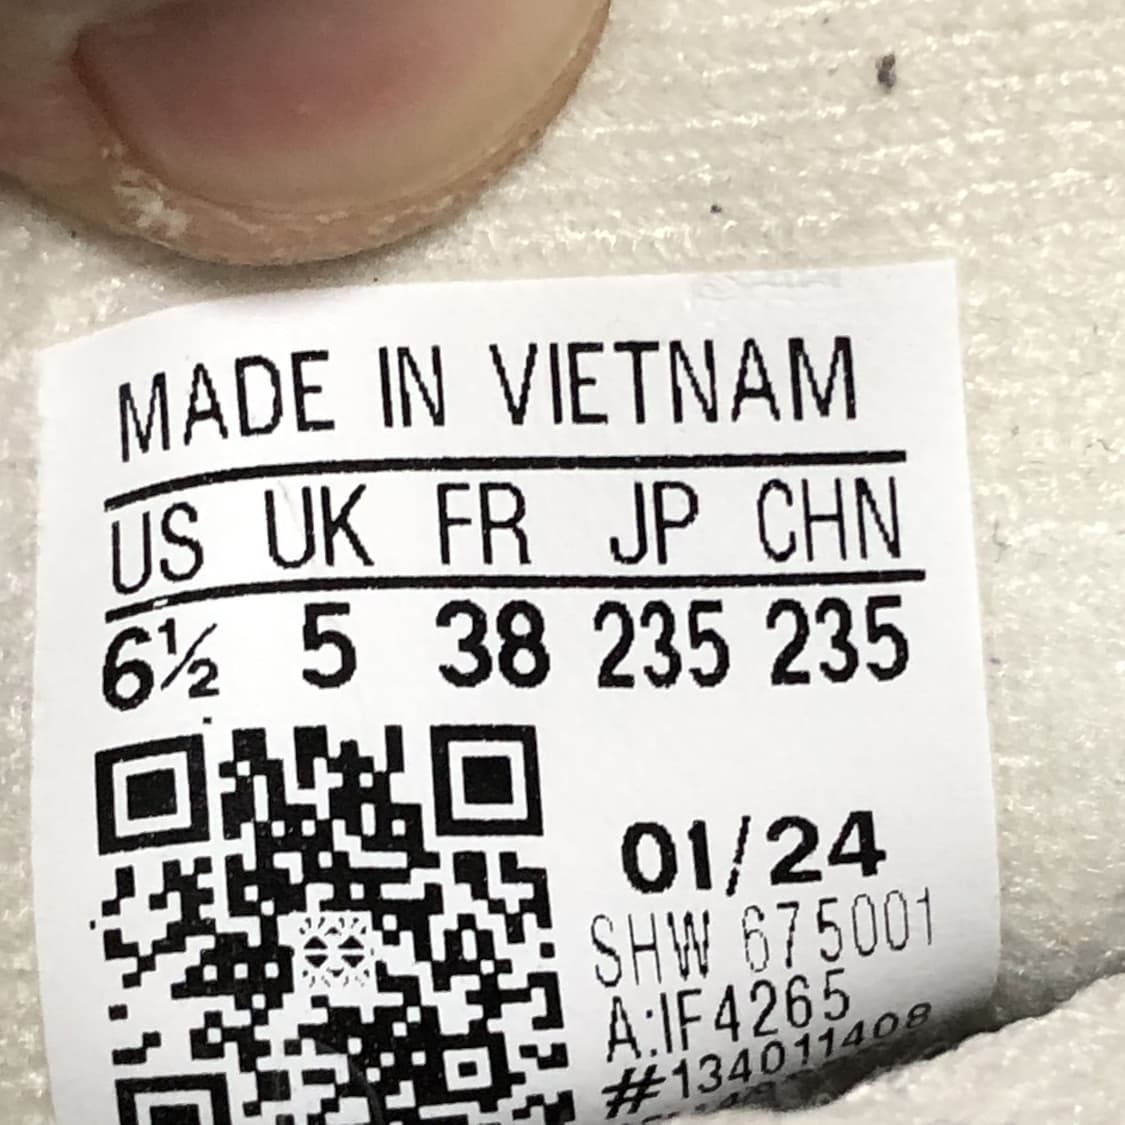 MADE IN VIETNAM
US UK FR JP CHN
6½ 5 38 235 235
01/24
SHW 675001
A:IF4265
#134011408